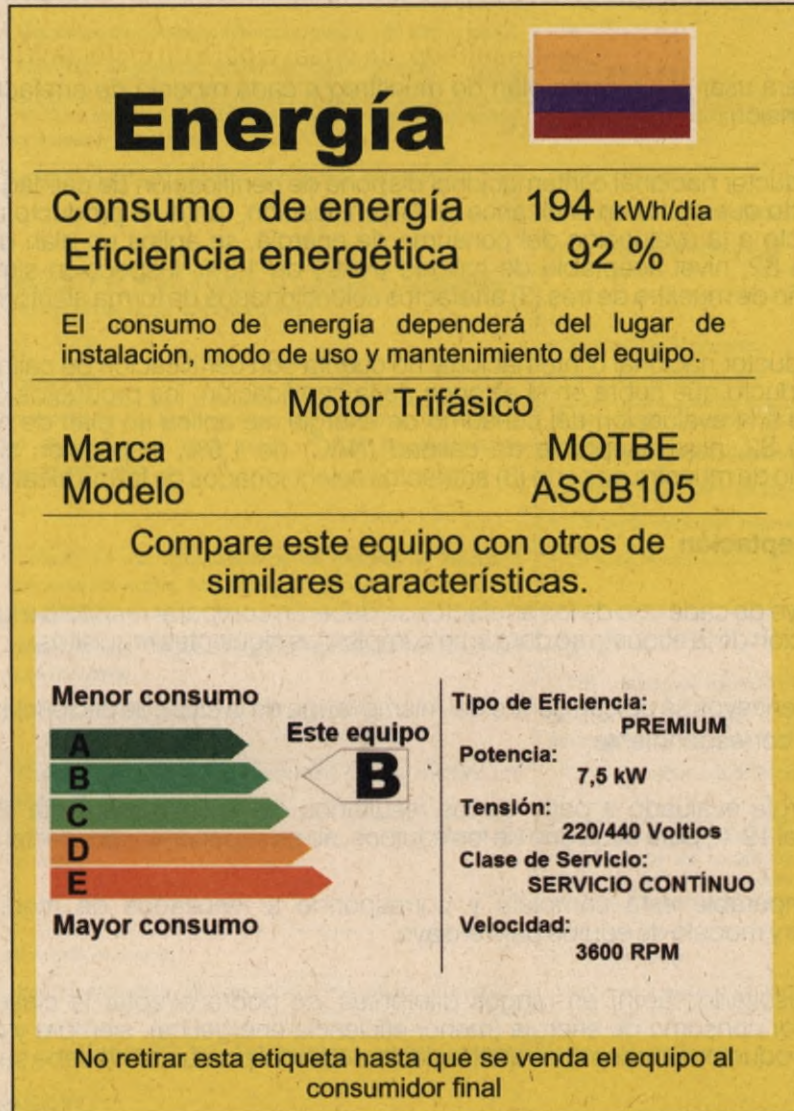 Energía
Consumo de energía 194 kWh/día
Eficiencia energética 92 %
El consumo de energía dependerá del lugar de
instalación, modo de uso y mantenimiento del equipo.
Motor Trifásico
Marca MOTBE
Modelo ASCB105
Compare este equipo con otros de
similares características.
Menor consumo
A
B
C
D
E
Mayor consumo
Este equipo
B
Tipo de Eficiencia:
PREMIUM
Potencia:
7,5 kW
Tensión:
220/440 Voltios
Clase de Servicio:
SERVICIO CONTÍNUO
Velocidad:
3600 RPM
No retirar esta etiqueta hasta que se venda el equipo al
consumidor final